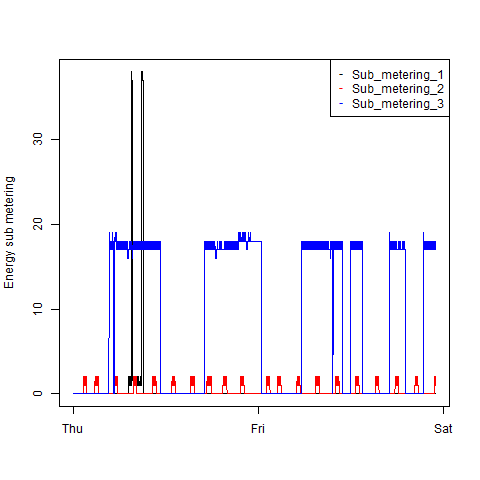 Sub_metering_1
Sub_metering_2
Sub_metering_3
Energy sub metering
30
20
10
0
Thu Fri Sat